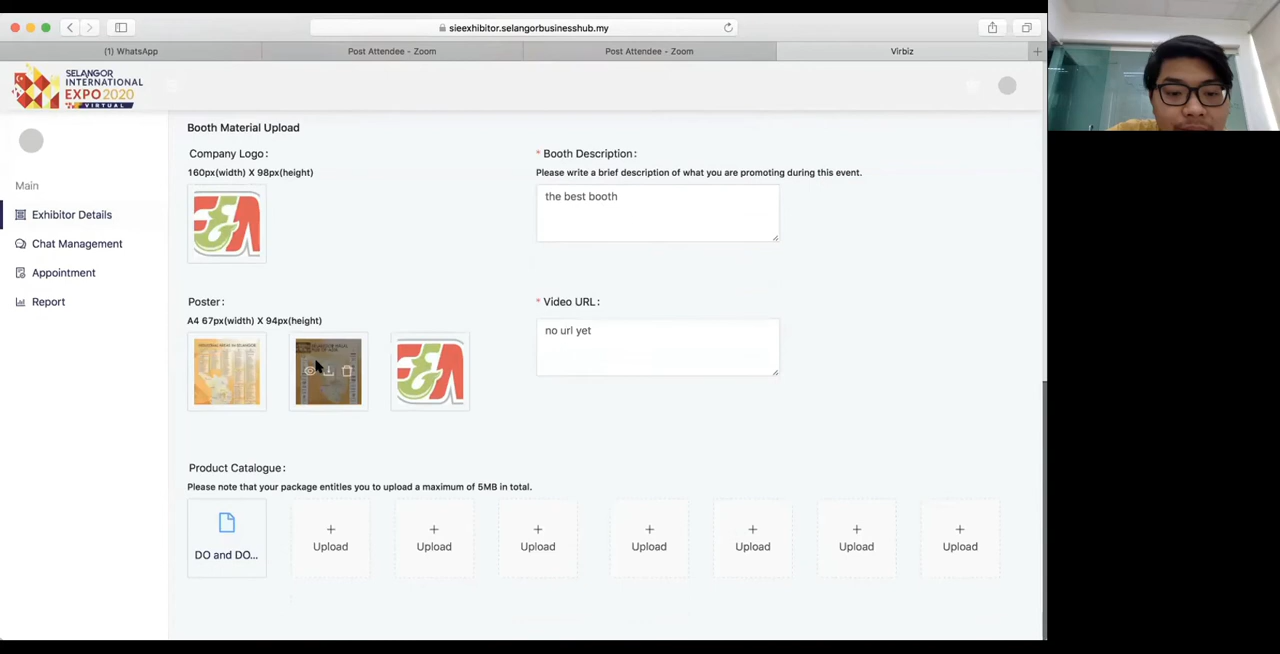 sieexhibitor.selangorbusinesshub.my
(1) WhatsApp
Post Attendee - Zoom
Post Attendee - Zoom
Virbiz
SELANGOR
INTERNATIONAL
EXPO 2020
VIRTUAL
Main
Exhibitor Details
Chat Management
Appointment
Report
Booth Material Upload
Company Logo:
160px(width) X 98px(height)
* Booth Description:
Please write a brief description of what you are promoting during this event.
the best booth
Poster:
A4 67px(width) X 94px(height)
* Video URL:
no url yet
Product Catalogue:
Please note that your package entities you to upload a maximum of 5MB in total.
DO and DO...
+ Upload
+ Upload
+ Upload
+ Upload
+ Upload
+ Upload
+ Upload